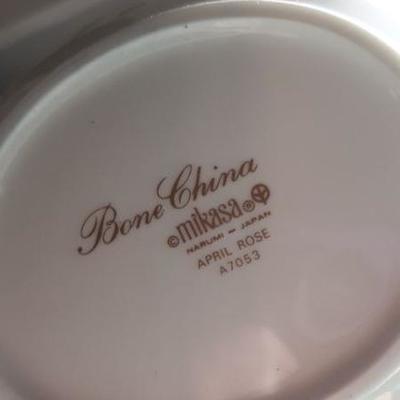 Bone China
©mikasa®
NARUMI - JAPAN
APRIL ROSE
A7053